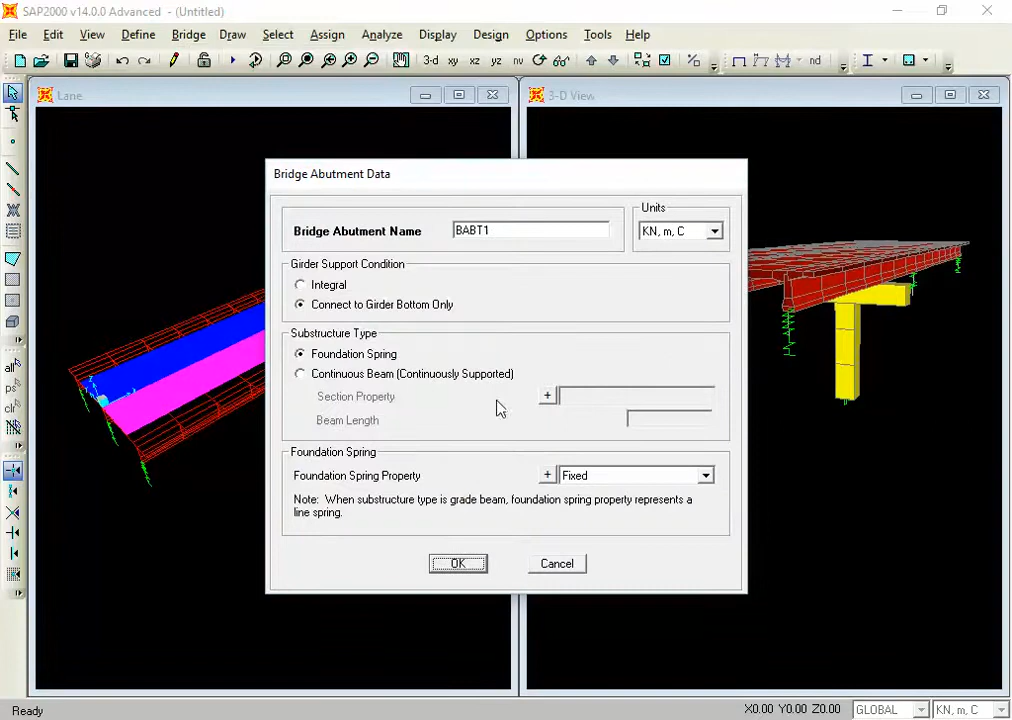 SAP2000 v14.0.0 Advanced - (Untitled)
File Edit View Define Bridge Draw Select Assign Analyze Display Design Options Tools Help
3-d xy xz yz nv nd
Lane
3-D View
all
ps
clr
Bridge Abutment Data
Bridge Abutment Name BABT1
Units
KN, m, C
Girder Support Condition
Integral
Connect to Girder Bottom Only
Substructure Type
Foundation Spring
Continuous Beam (Continuously Supported)
Section Property +
Beam Length
Foundation Spring
Foundation Spring Property + Fixed
Note: When substructure type is grade beam, foundation spring property represents a
line spring.
OK Cancel
Ready X0.00 Y0.00 Z0.00 GLOBAL KN, m, C